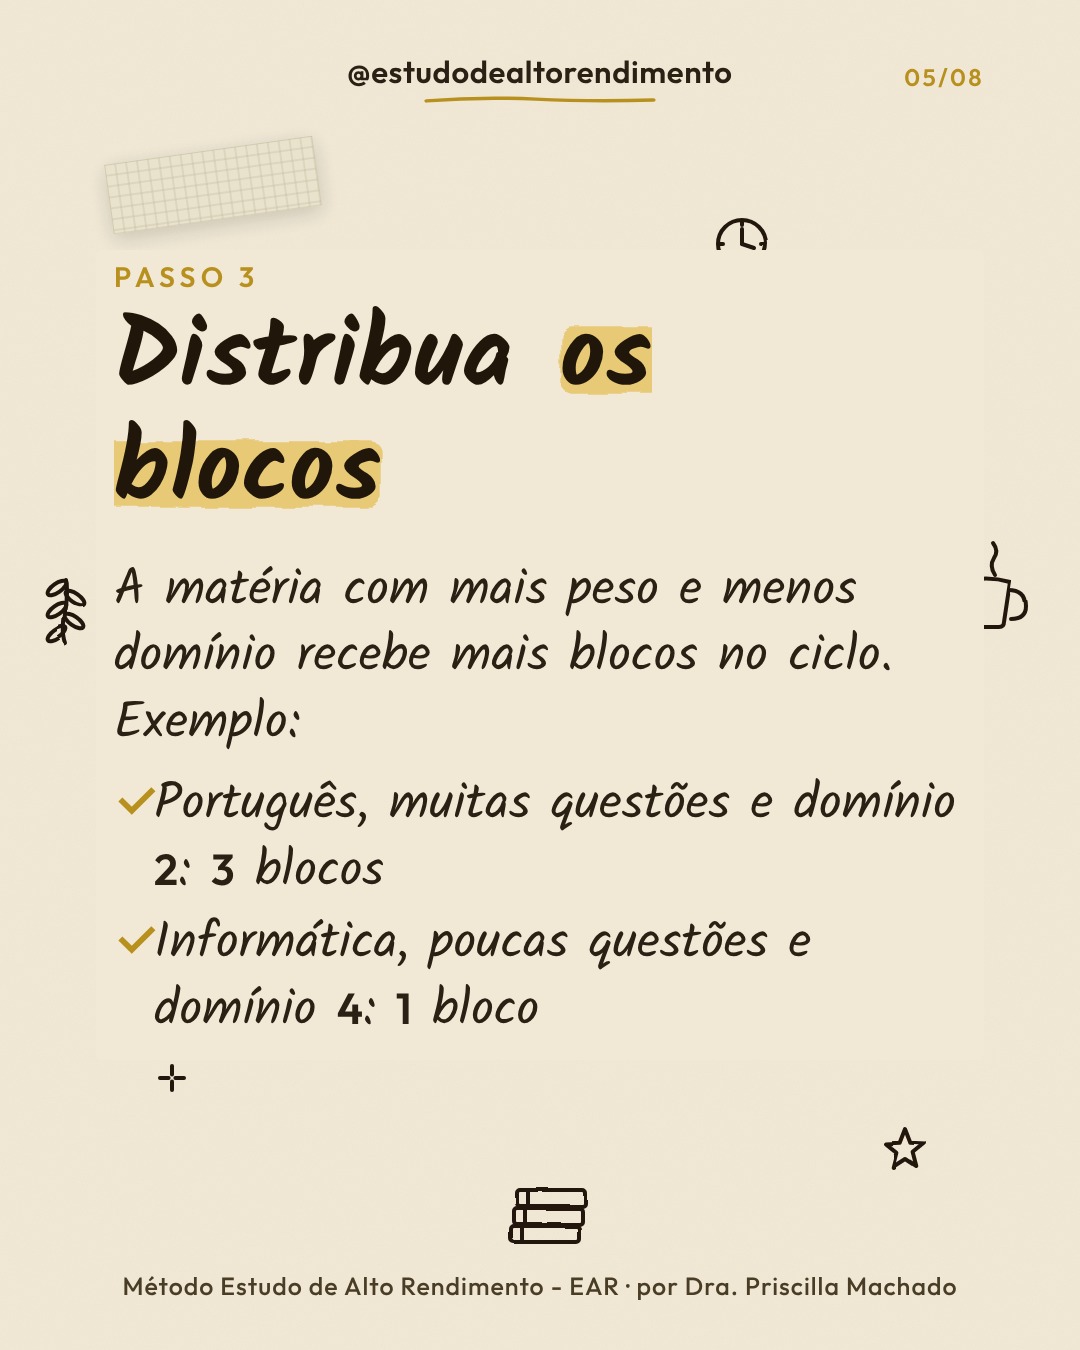 @estudodealtorendimento
05/08
PASSO 3
Distribua os
blocos
A matéria com mais peso e menos
domínio recebe mais blocos no ciclo.
Exemplo:
Português, muitas questões e domínio
2: 3 blocos
Informática, poucas questões e
domínio 4: 1 bloco
Método Estudo de Alto Rendimento - EAR · por Dra. Priscilla Machado